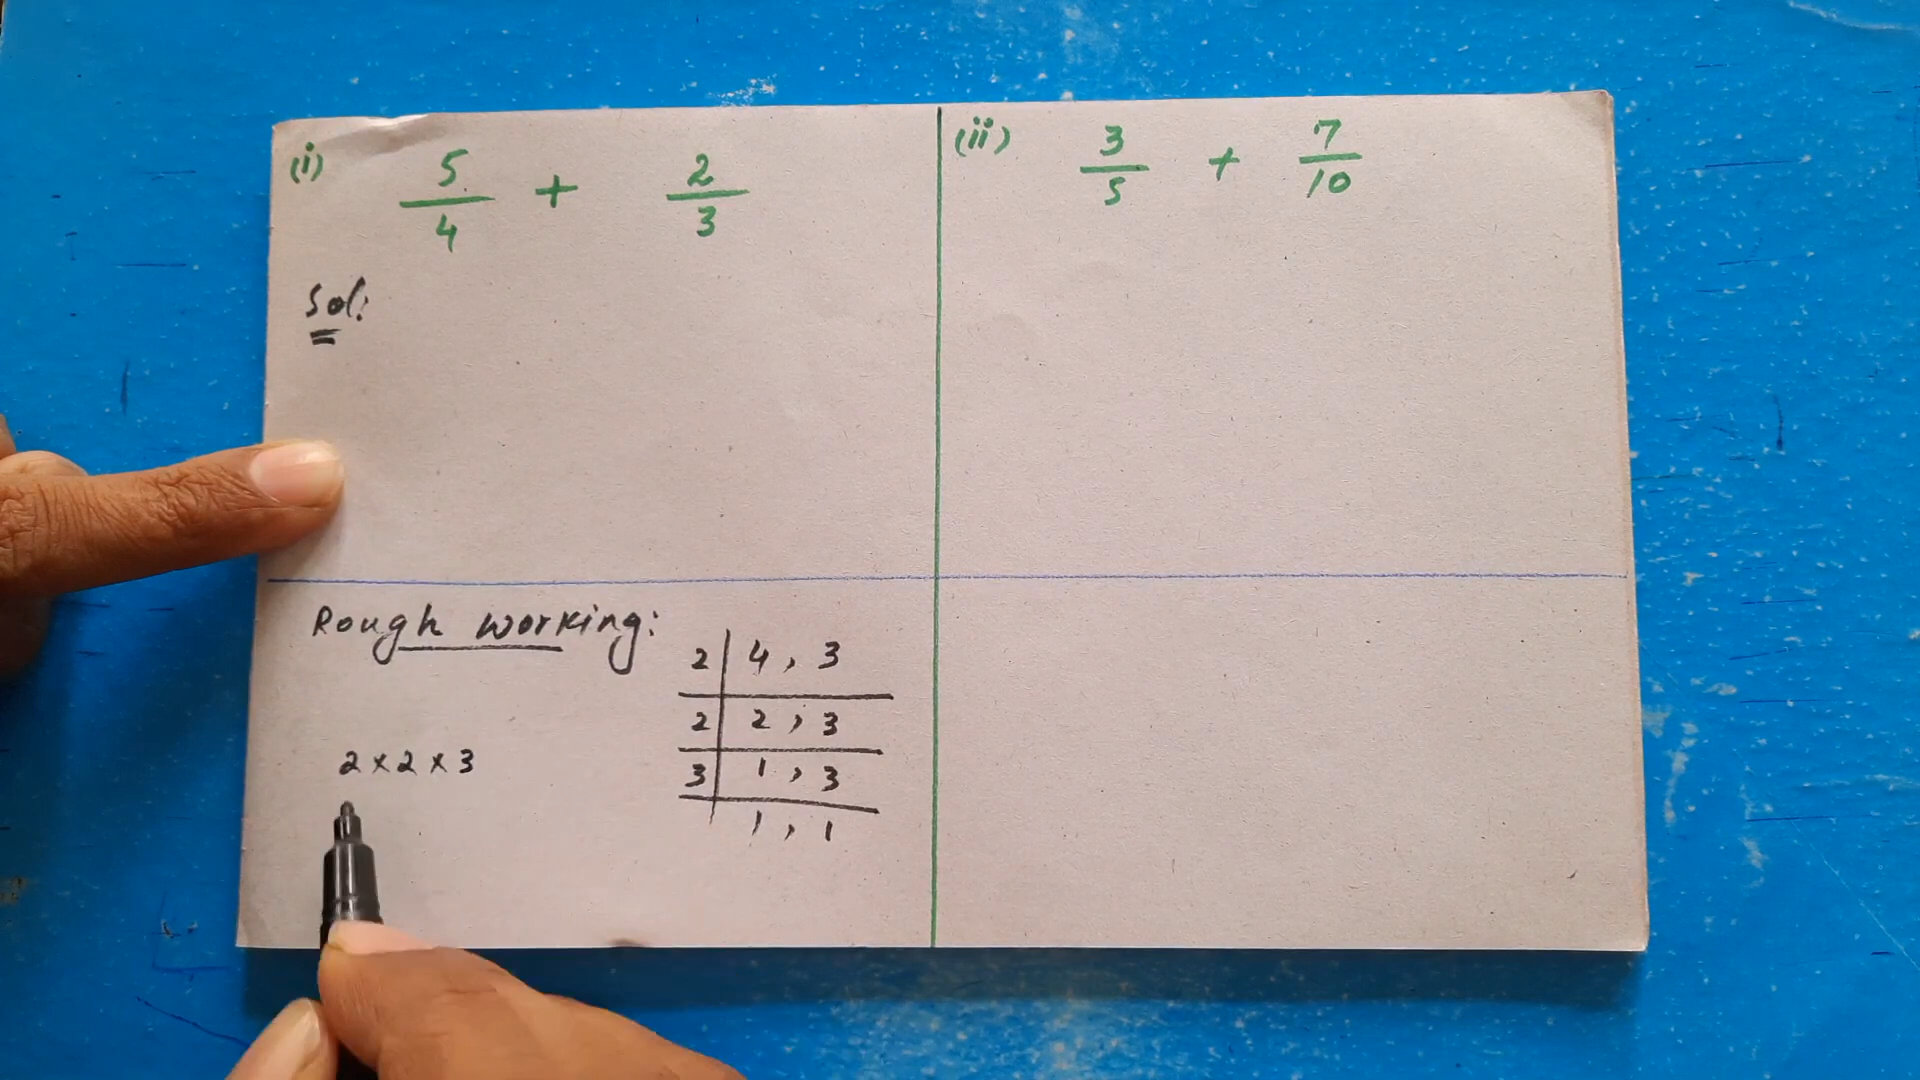 (i) 5/4 + 2/3
Sol:
Rough working:
2 | 4, 3
2 | 2, 3
3 | 1, 3
1, 1
2×2×3
(ii) 3/5 + 7/10